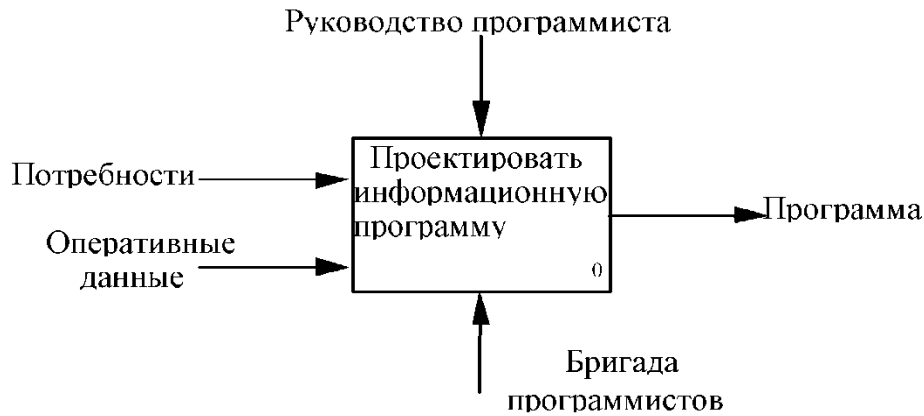 Руководство программиста
Проектировать
информационную
программу
0
Потребности
Оперативные
данные
Программа
Бригада
программистов